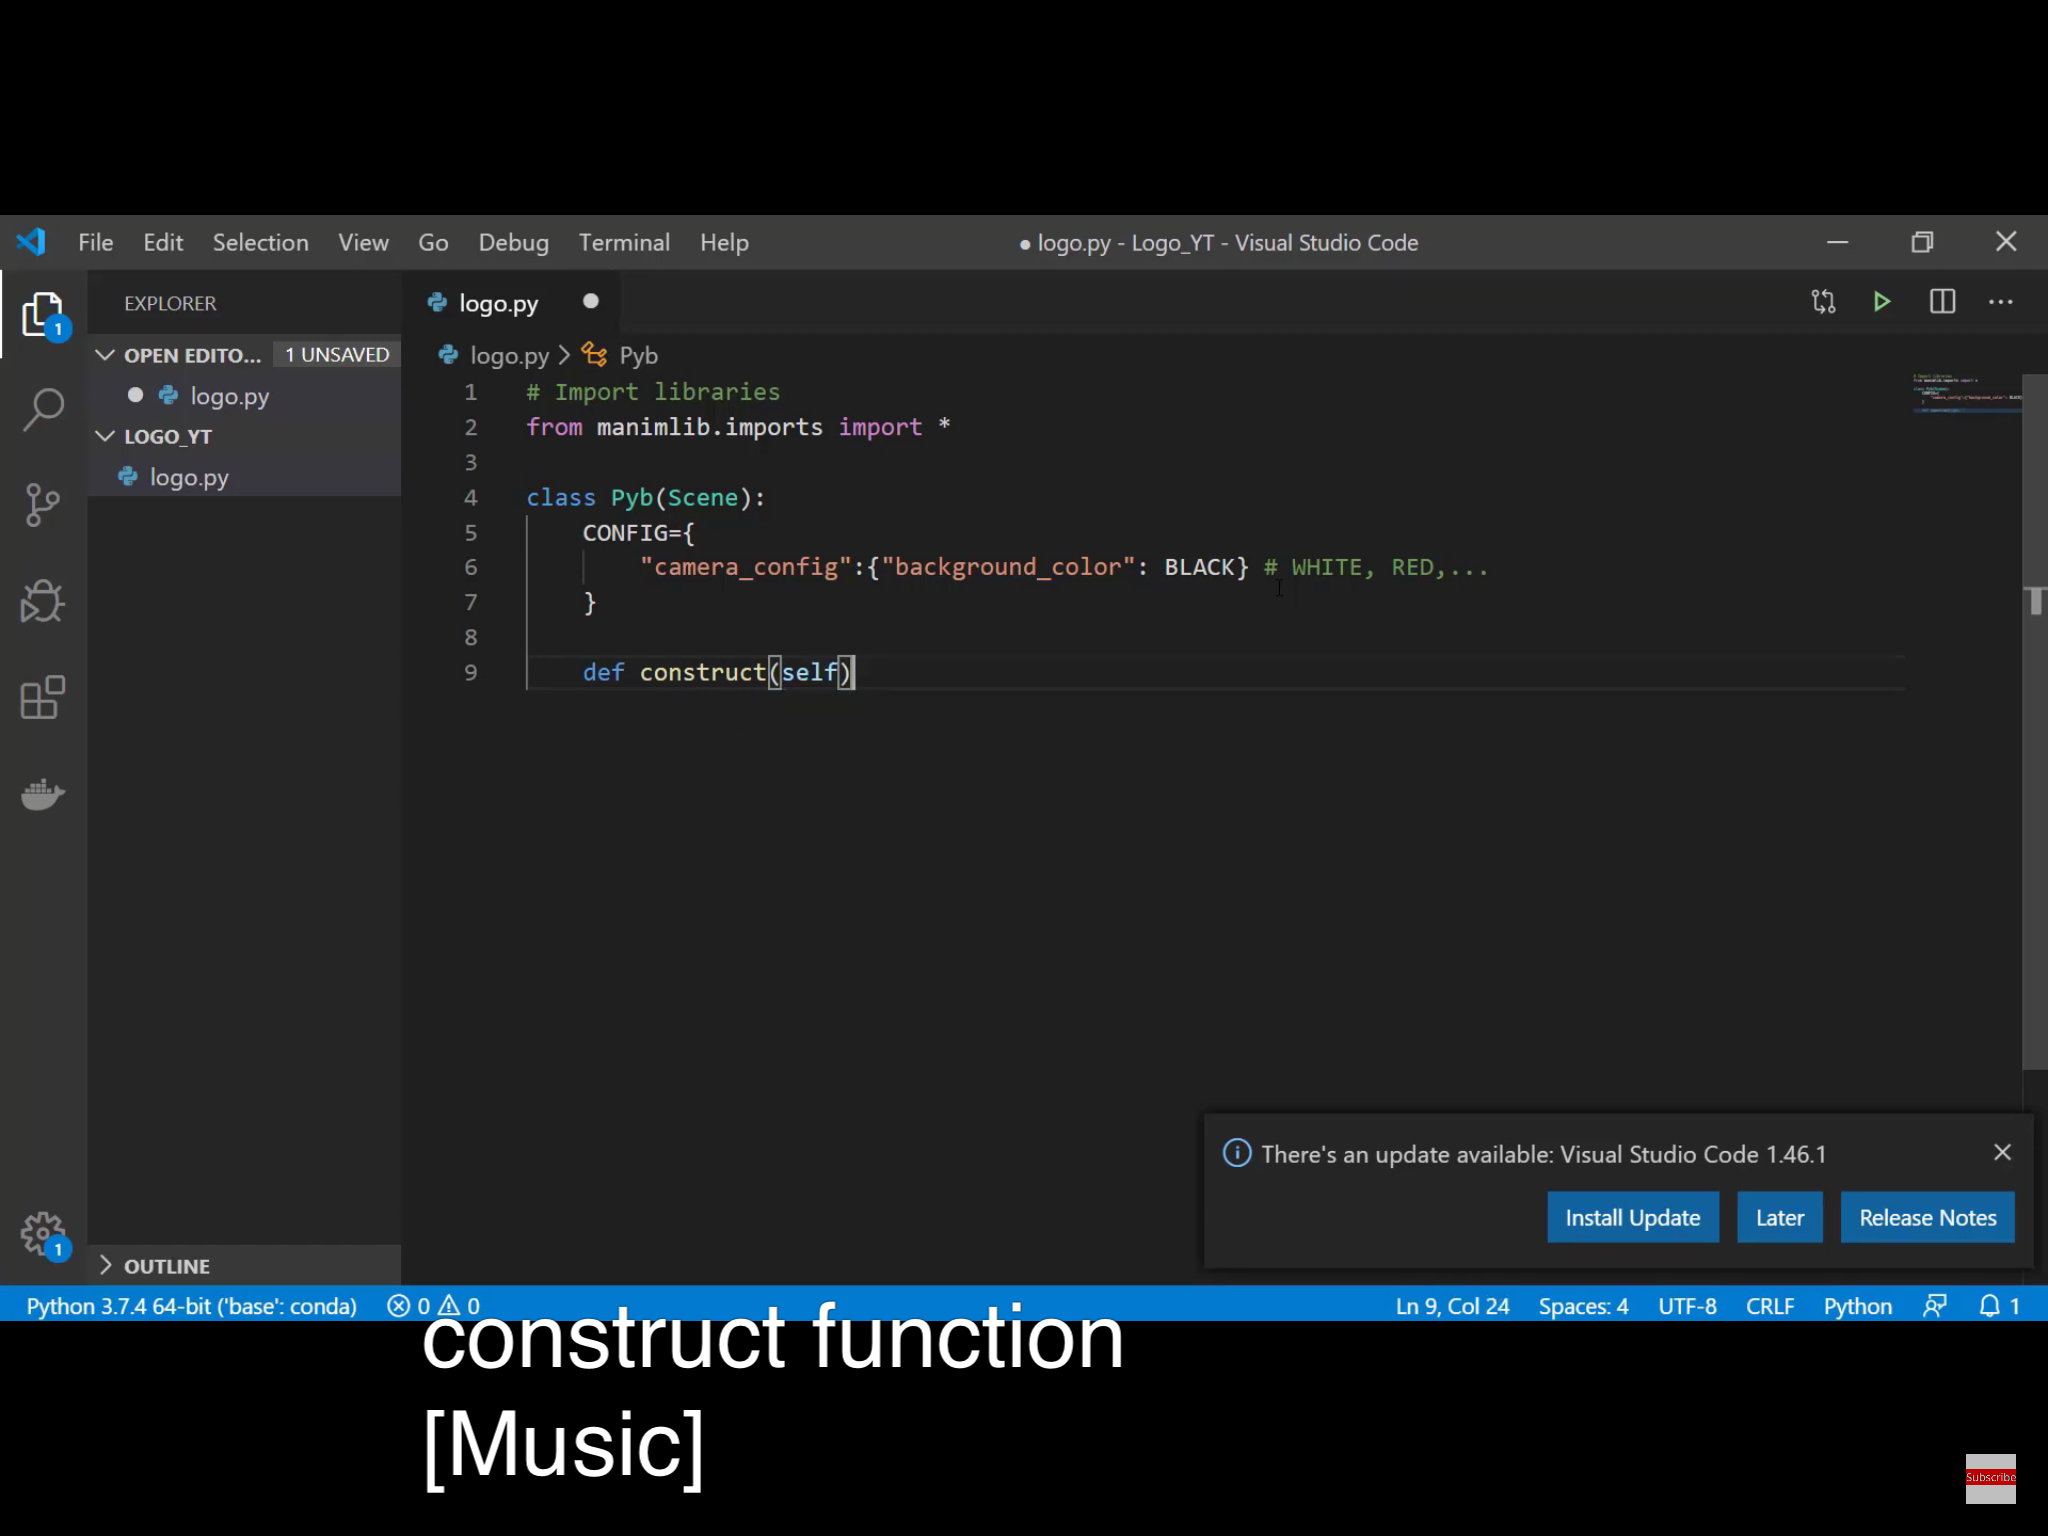 File Edit Selection View Go Debug Terminal Help
● logo.py - Logo_YT - Visual Studio Code
EXPLORER
OPEN EDITO... 1 UNSAVED
logo.py
LOGO_YT
logo.py
OUTLINE
1
1
logo.py
logo.py > Pyb
1 # Import libraries
2 from manimlib.imports import *
3
4 class Pyb(Scene):
5 CONFIG={
6 "camera_config":{"background_color": BLACK} # WHITE, RED,...
7 }
8
9 def construct(self)
There's an update available: Visual Studio Code 1.46.1
Install Update Later Release Notes
Python 3.7.4 64-bit ('base': conda) 0 0 Ln 9, Col 24 Spaces: 4 UTF-8 CRLF Python 1
construct function
[Music]
Subscribe